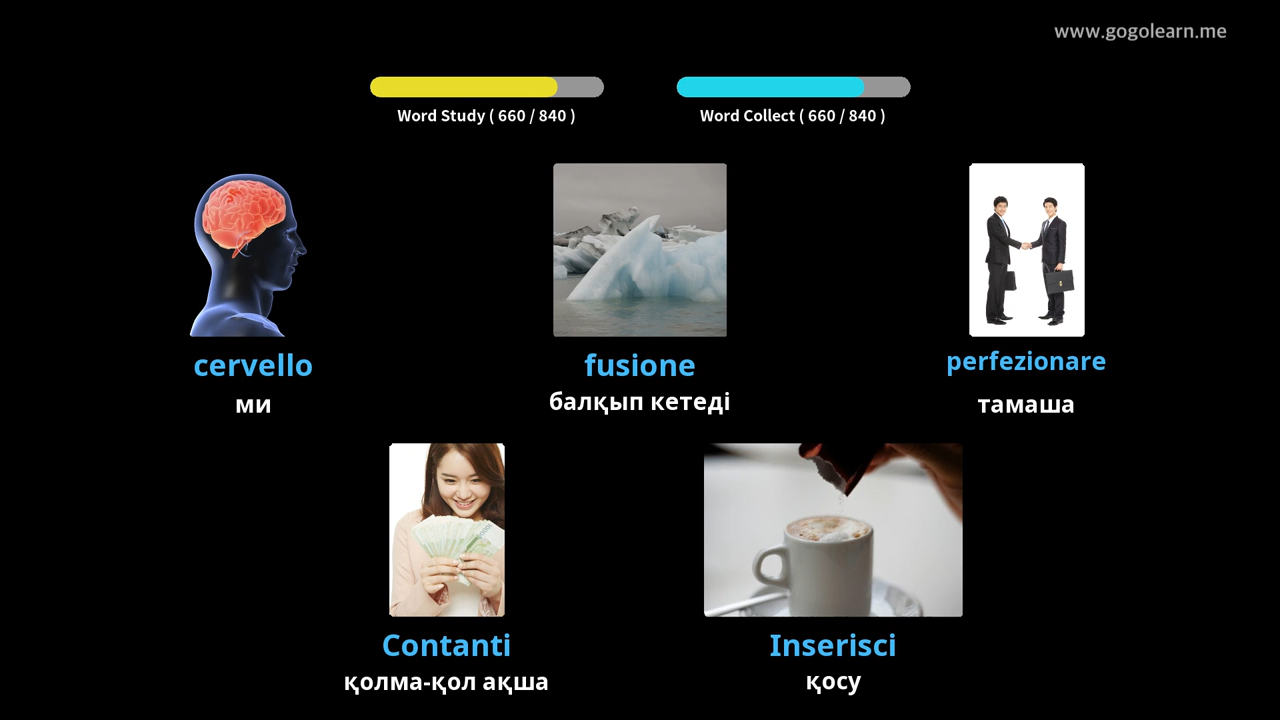 www.gogolearn.me
Word Study ( 660 / 840 )
Word Collect ( 660 / 840 )
cervello
fusione
perfezionare
ми
балқып кетеді
тамаша
Contanti
Inserisci
қолма-қол ақша
қосу